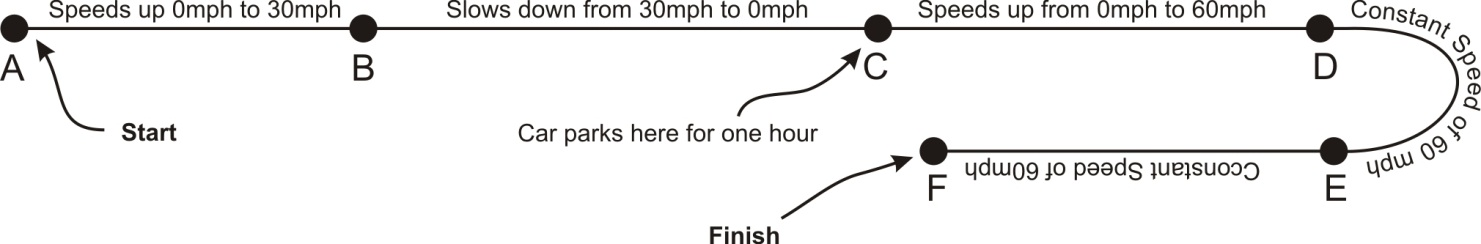 Speeds up 0mph to 30mph
Slows down from 30mph to 0mph
Speeds up from 0mph to 60mph
Constant Speed of 60 mph
A
B
C
D
Start
Car parks here for one hour
F
Cconstant Speed of 60mph
E
Finish